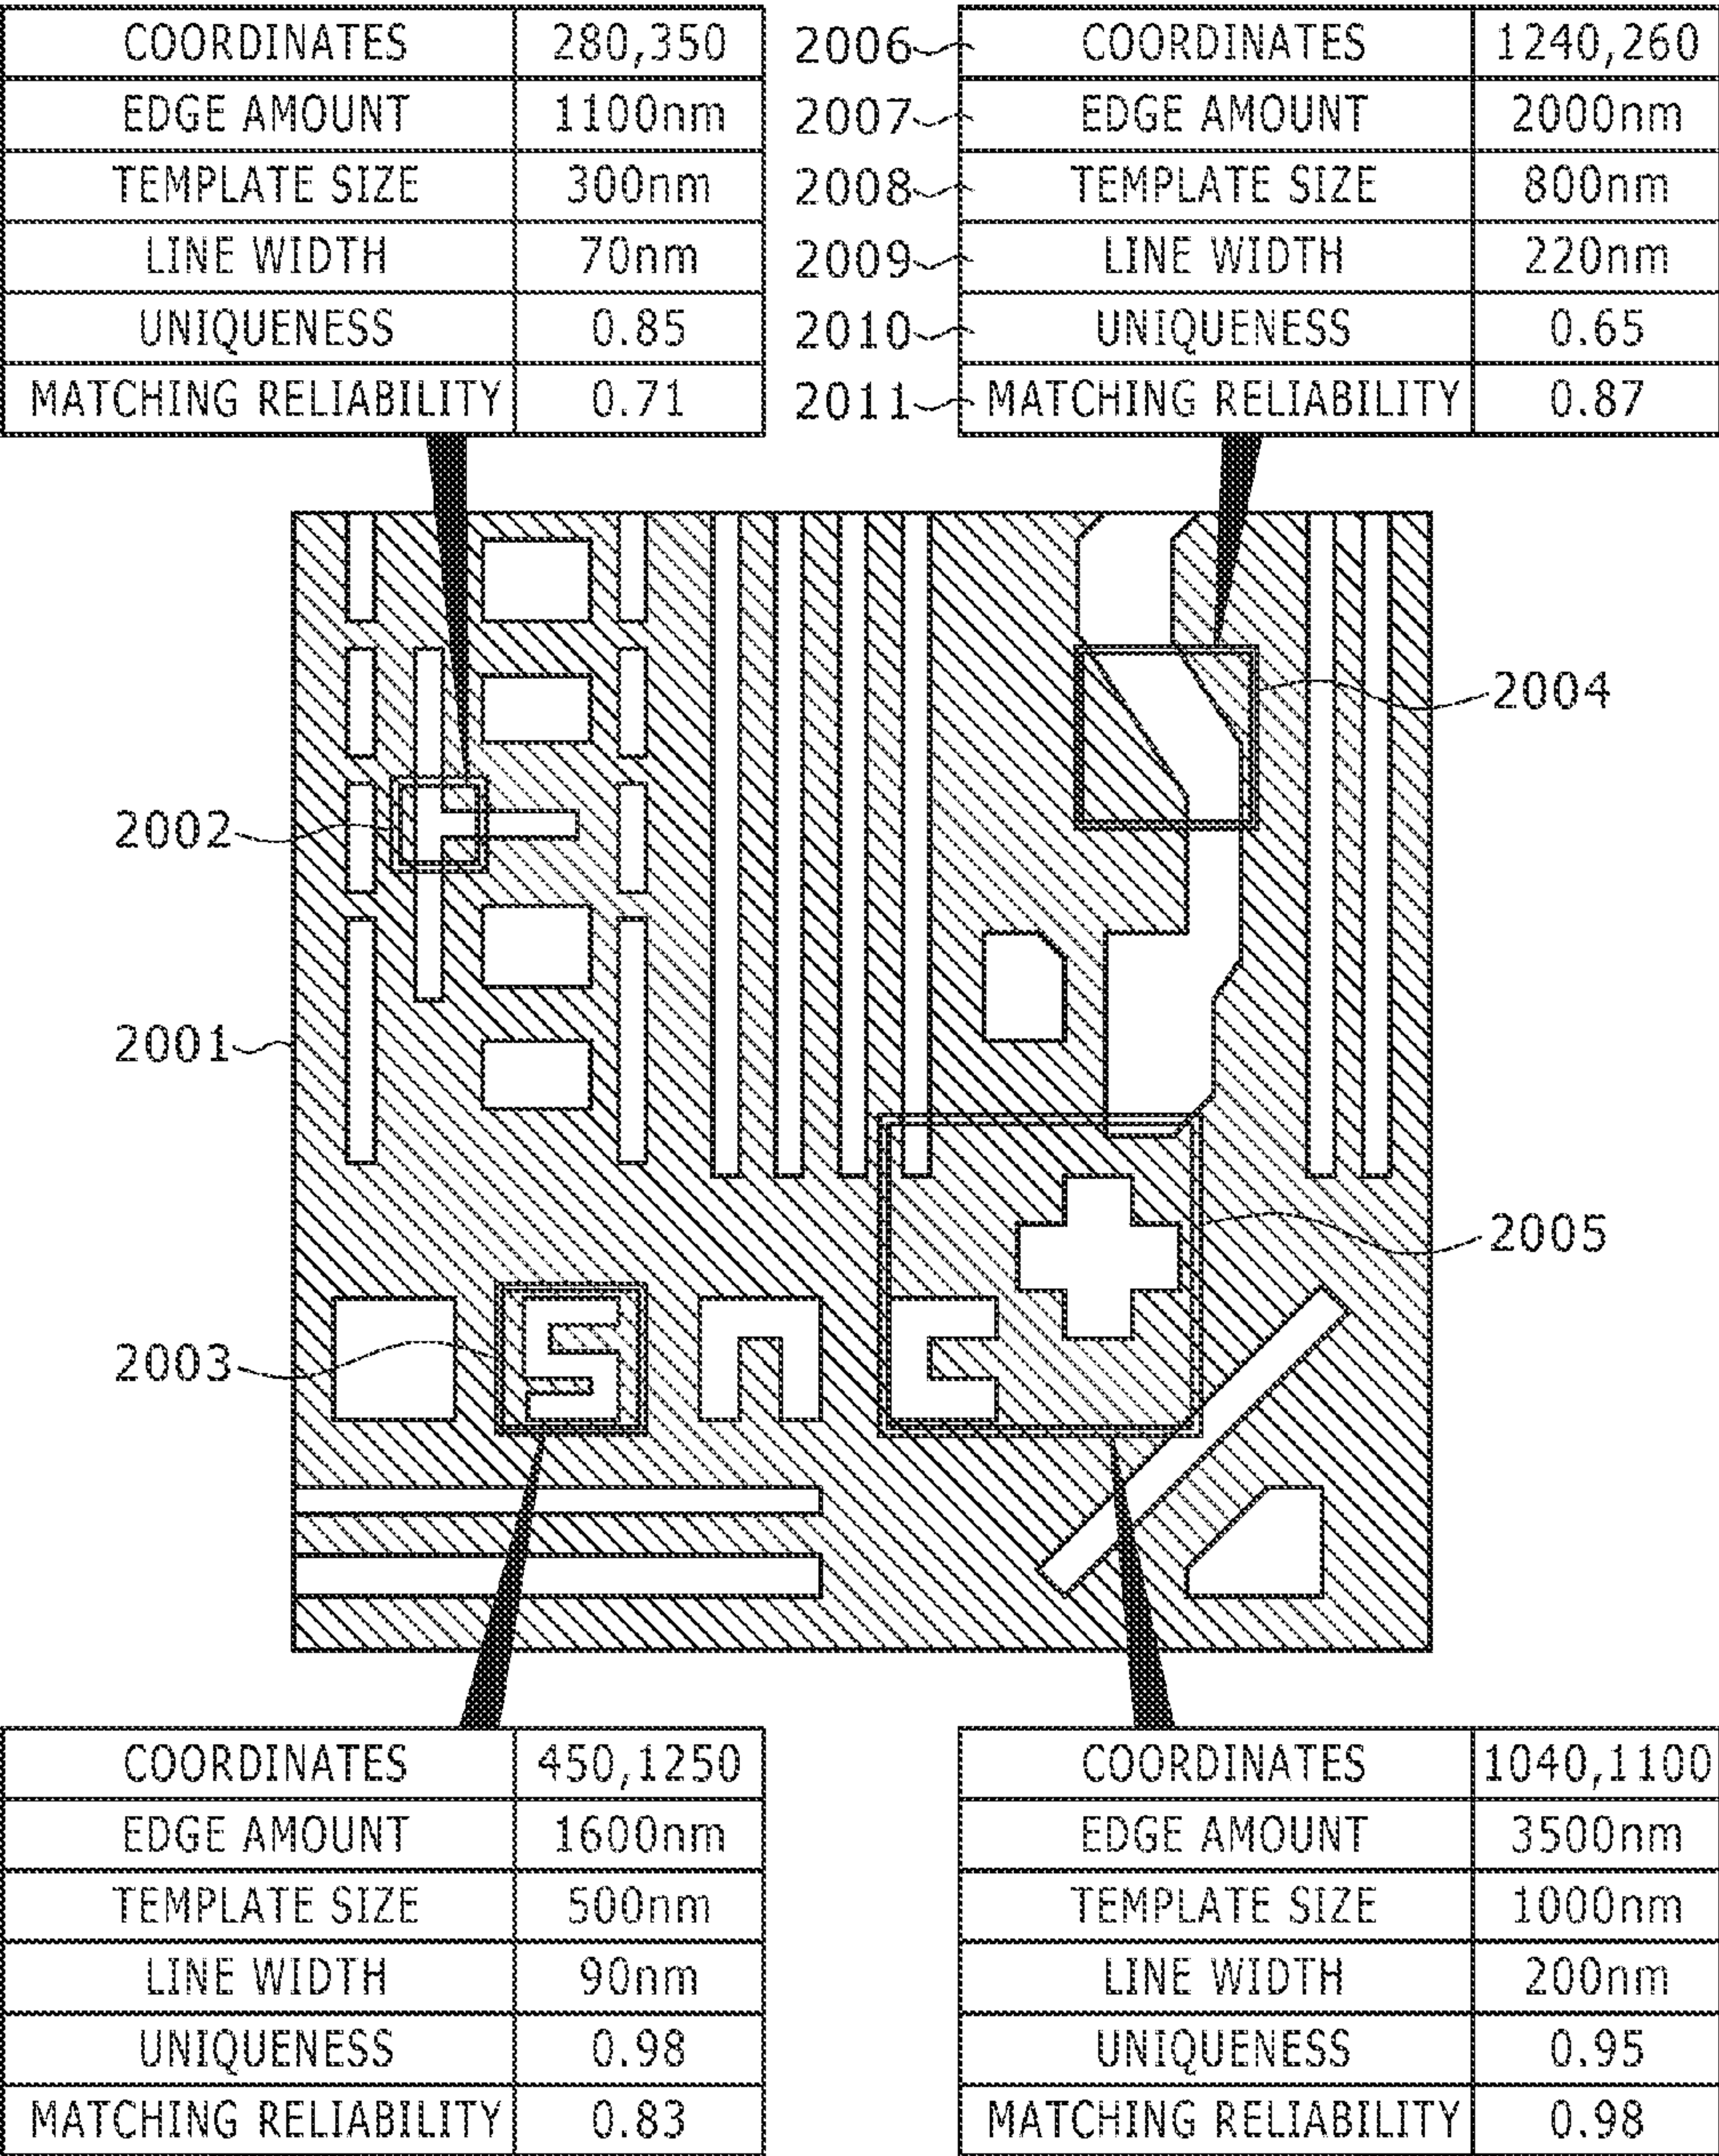 COORDINATES 280,350
EDGE AMOUNT 1100nm
TEMPLATE SIZE 300nm
LINE WIDTH 70nm
UNIQUENESS 0.85
MATCHING RELIABILITY 0.71
2006 COORDINATES 1240,260
2007 EDGE AMOUNT 2000nm
2008 TEMPLATE SIZE 800nm
2009 LINE WIDTH 220nm
2010 UNIQUENESS 0.65
2011 MATCHING RELIABILITY 0.87
2004
2002
2001
2005
2003
COORDINATES 450,1250
EDGE AMOUNT 1600nm
TEMPLATE SIZE 500nm
LINE WIDTH 90nm
UNIQUENESS 0.98
MATCHING RELIABILITY 0.83
COORDINATES 1040,1100
EDGE AMOUNT 3500nm
TEMPLATE SIZE 1000nm
LINE WIDTH 200nm
UNIQUENESS 0.95
MATCHING RELIABILITY 0.98